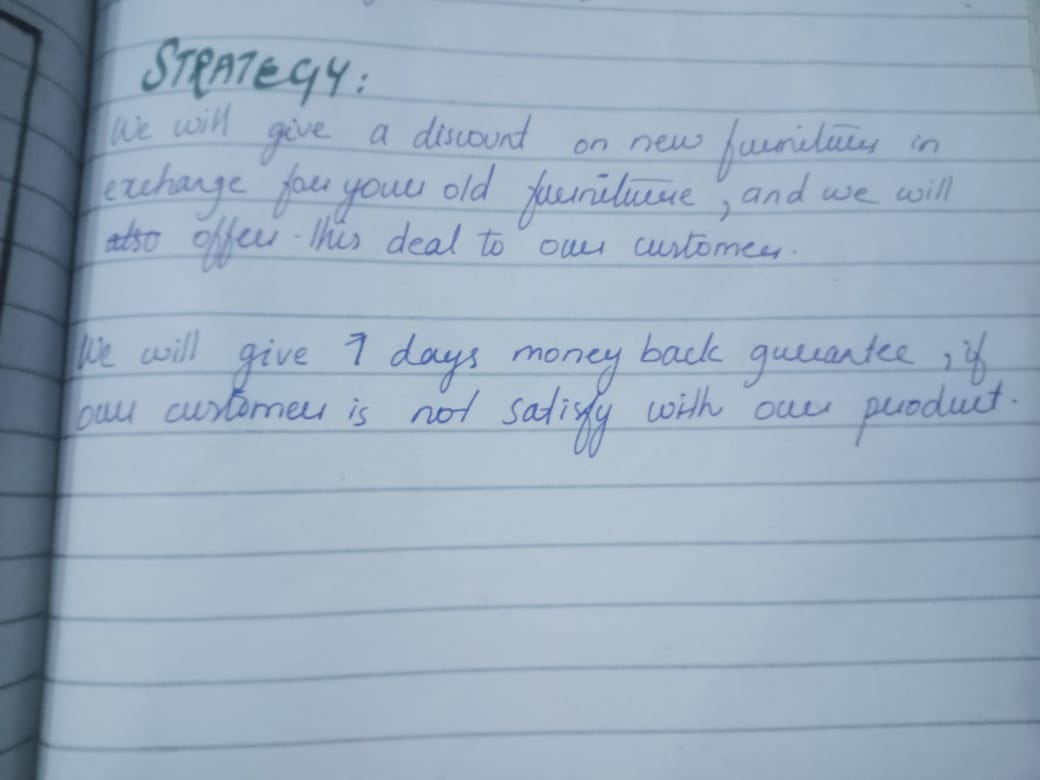 STRATEGY:
We will give a discount on new furnitures in
exchange for your old furniture, and we will
also offer this deal to our customer.
We will give 7 days money back guarantee, if
our customer is not satisfy with our product.